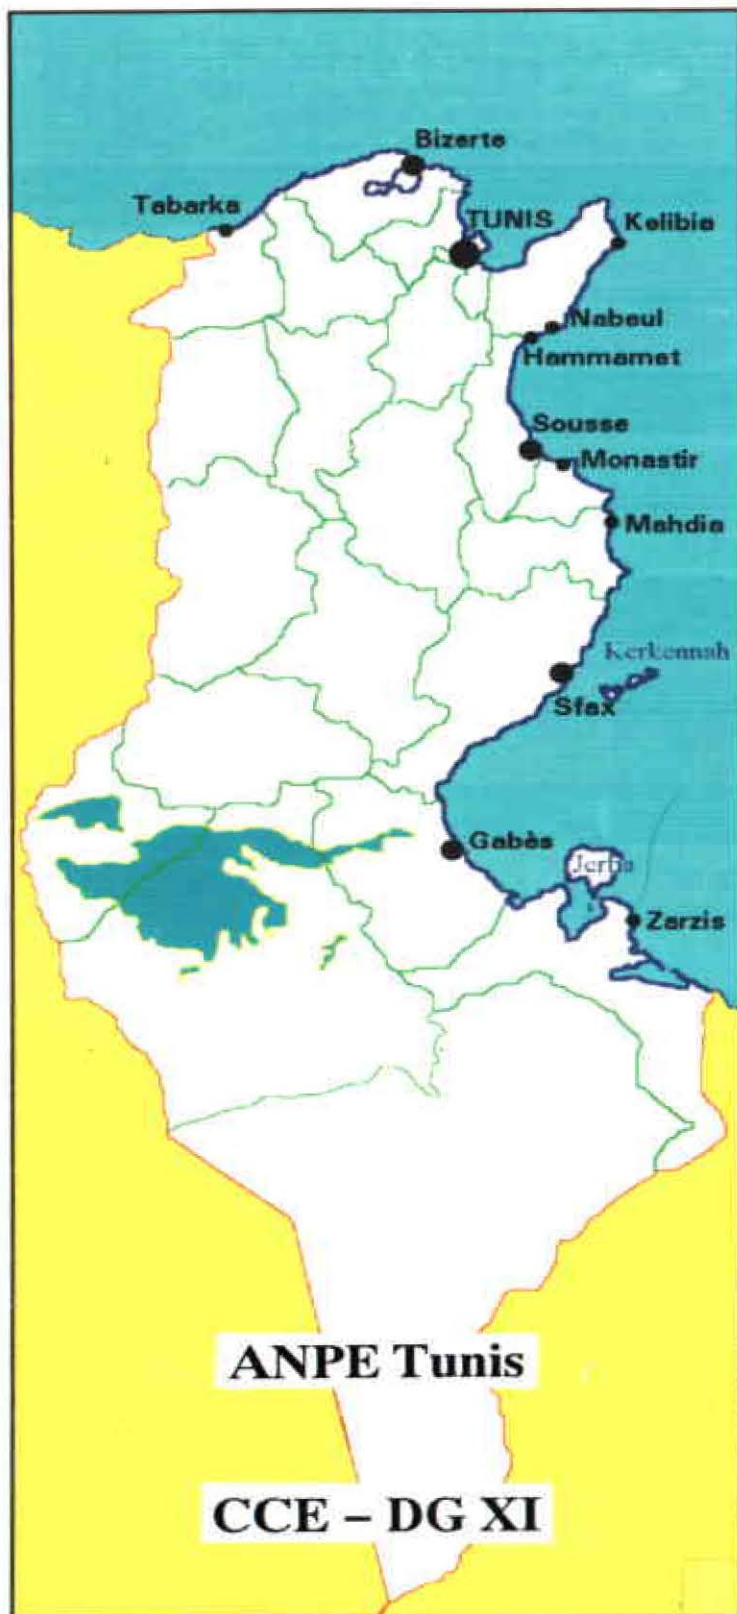 Bizerte
Tabarka
TUNIS
Kelibia
Nabeul
Hammamet
Sousse
Monastir
Mahdia
Kerkennah
Sfax
Gabès
Jerba
Zarzis
ANPE Tunis
CCE – DG XI